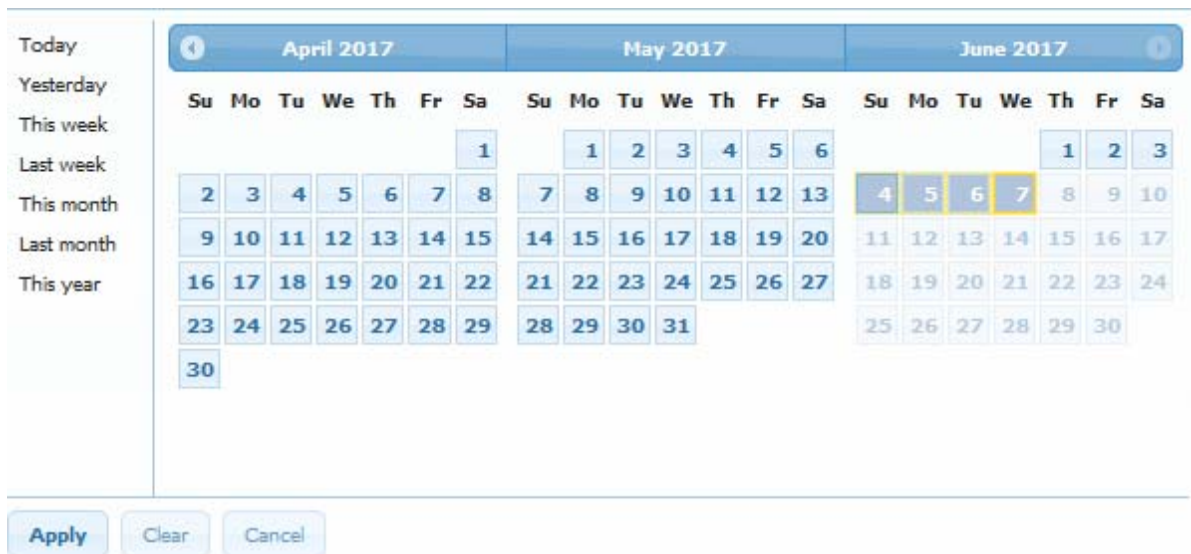 Today
Yesterday
This week
Last week
This month
Last month
This year
April 2017
Su Mo Tu We Th Fr Sa
1
2 3 4 5 6 7 8
9 10 11 12 13 14 15
16 17 18 19 20 21 22
23 24 25 26 27 28 29
30
May 2017
Su Mo Tu We Th Fr Sa
1 2 3 4 5 6
7 8 9 10 11 12 13
14 15 16 17 18 19 20
21 22 23 24 25 26 27
28 29 30 31
June 2017
Su Mo Tu We Th Fr Sa
1 2 3
4 5 6 7 8 9 10
11 12 13 14 15 16 17
18 19 20 21 22 23 24
25 26 27 28 29 30
Apply Clear Cancel